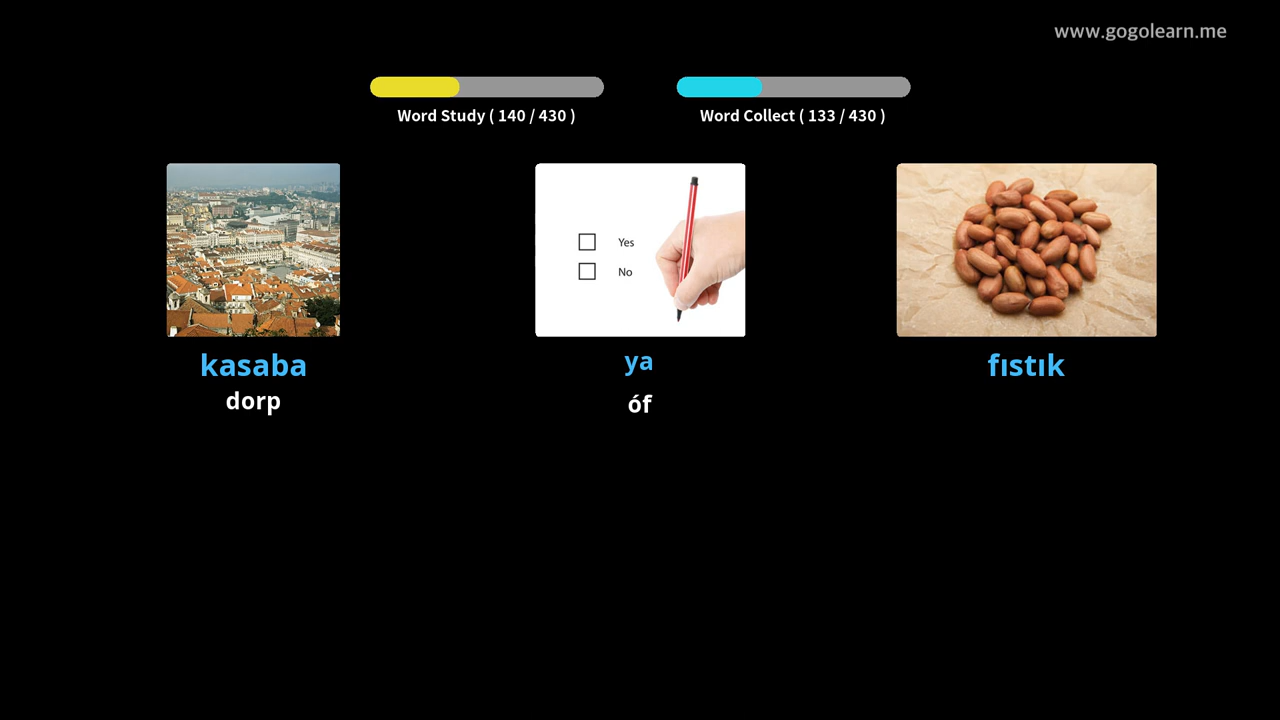 www.gogolearn.me
Word Study ( 140 / 430 )
Word Collect ( 133 / 430 )
Yes
No
kasaba
dorp
ya
óf
fıstık